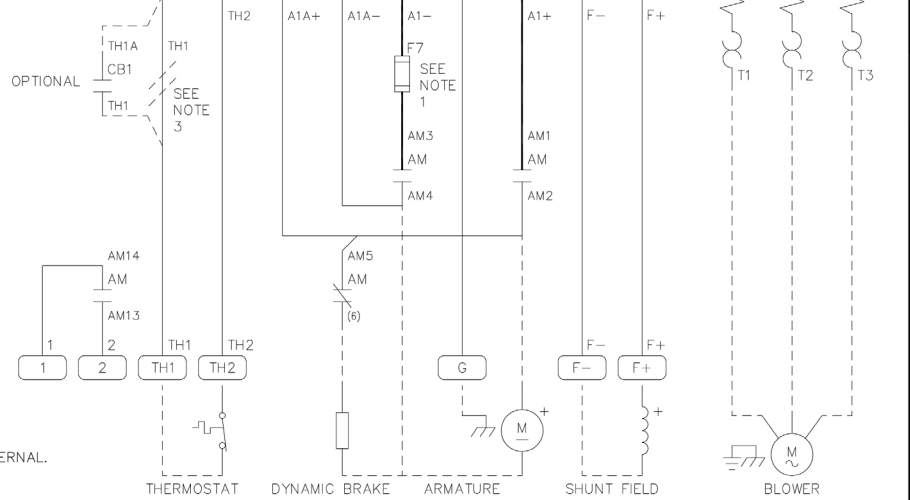 TH2 A1A+ A1A- A1- A1+ F- F+
TH1A TH1 F7
OPTIONAL CB1 SEE NOTE 1 T1 T2 T3
SEE NOTE 3
TH1
AM3 AM1
AM AM
AM4 AM2
AM14 AM5
AM AM
AM13 (6)
1 2 TH1 TH2 F- F+
1 2 TH1 TH2 G F- F+
+ +
M M
ERNAL.
THERMOSTAT DYNAMIC BRAKE ARMATURE SHUNT FIELD BLOWER